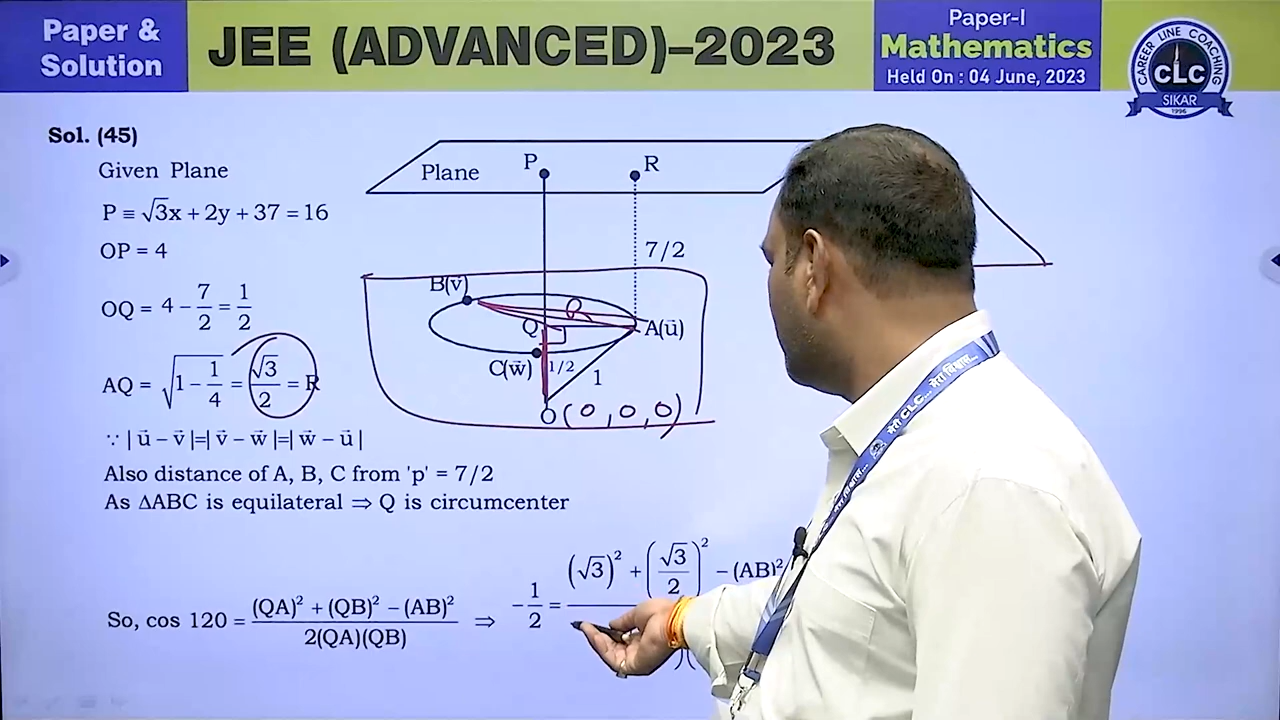 Paper &
Solution
JEE (ADVANCED)–2023
Paper-I
Mathematics
Held On : 04 June, 2023
CAREER LINE COACHING
CLC
SIKAR
1996
Sol. (45)
Given Plane
P ≡ √3x + 2y + 37 = 16
OP = 4
OQ = 4 − 7/2 = 1/2
AQ = √(1 − 1/4) = √3/2 = R
∵ | u⃗ − v⃗ |=| v⃗ − w⃗ |=| w⃗ − u⃗ |
Also distance of A, B, C from 'p' = 7/2
As ΔABC is equilateral ⇒ Q is circumcenter
So, cos 120 = (QA)² + (QB)² − (AB)² / 2(QA)(QB) ⇒ −1/2 = (√3)² + (√3/2)² − (AB)²
Plane
P
R
7/2
B(v⃗)
Q
A(u⃗)
C(w⃗)
1/2
1
O (0,0,0)
मेरा विश्वास
मेरा CLC